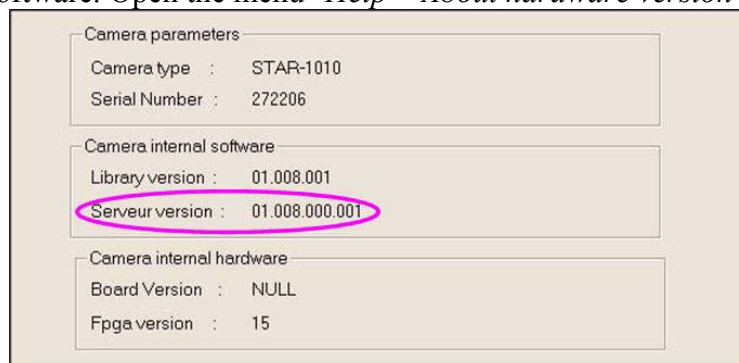 oftware. Open the menu "Help – About hardware version
Camera parameters
Camera type : STAR-1010
Serial Number : 272206
Camera internal software
Library version : 01.008.001
Serveur version : 01.008.000.001
Camera internal hardware
Board Version : NULL
Fpga version : 15